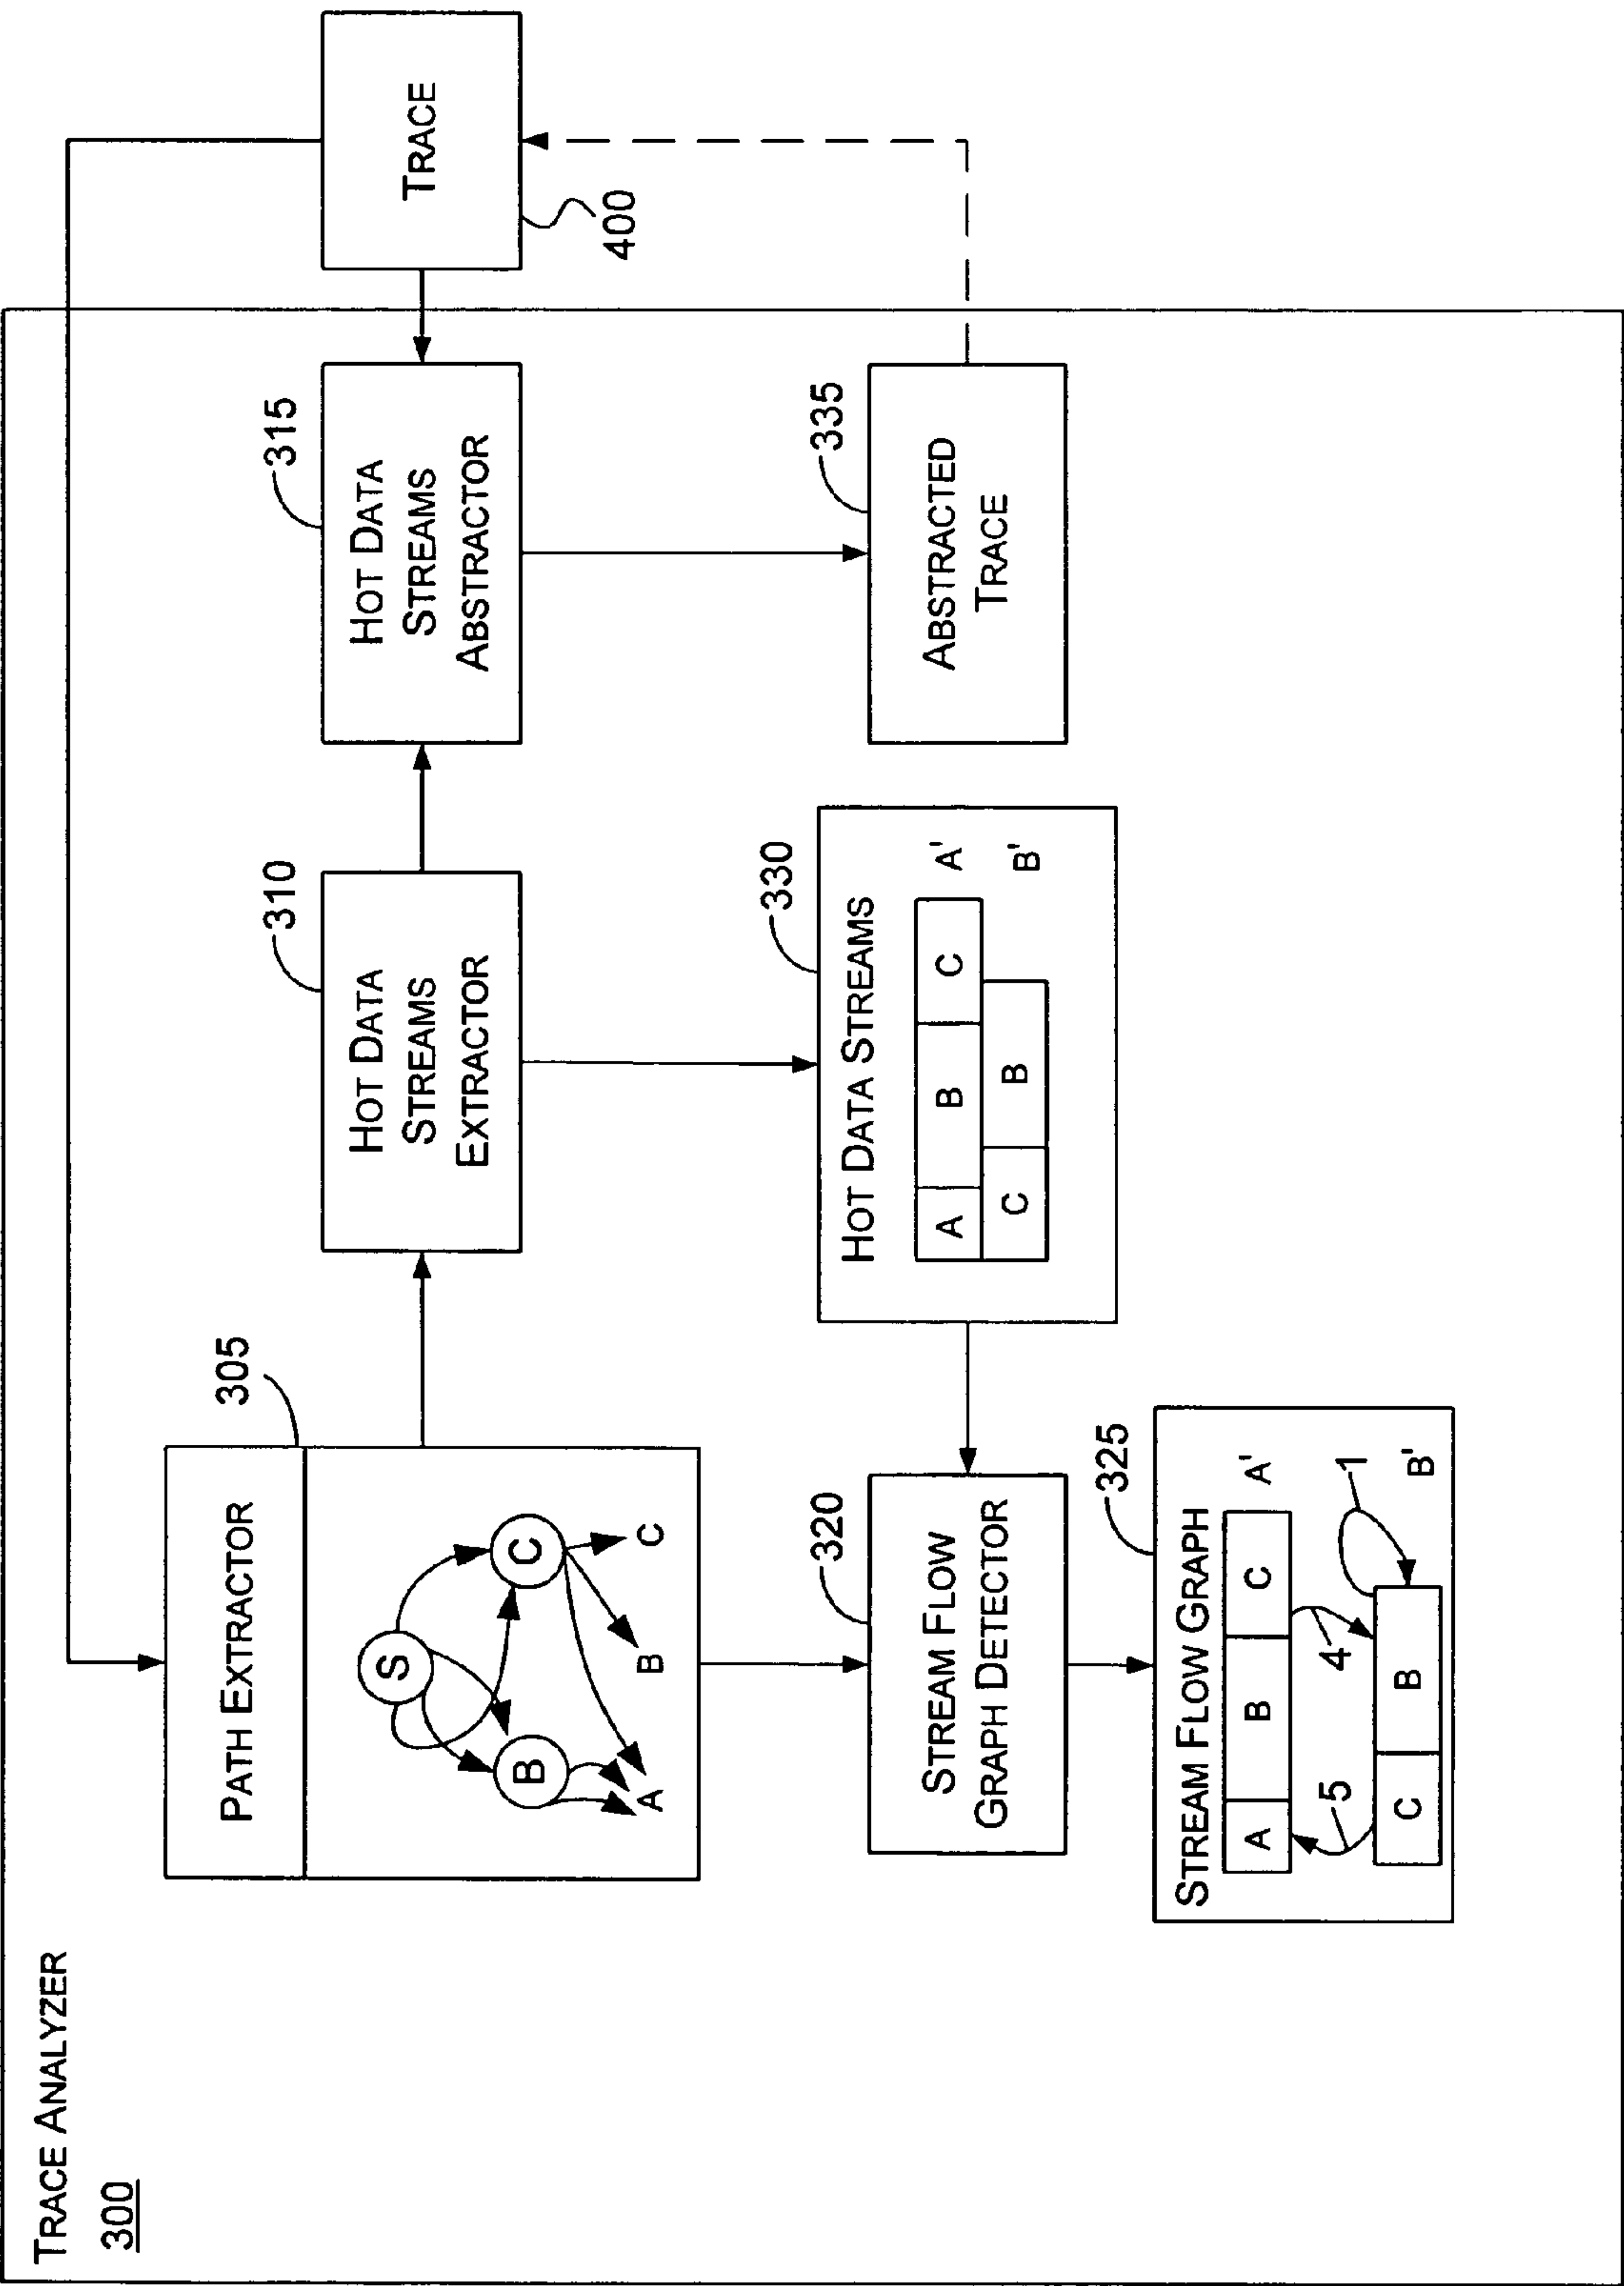 TRACE ANALYZER
300
PATH EXTRACTOR
305
S
B
C
A
B
C
HOT DATA
STREAMS
EXTRACTOR
310
HOT DATA
STREAMS
ABSTRACTOR
315
TRACE
400
STREAM FLOW
GRAPH DETECTOR
320
HOT DATA STREAMS
330
A B C A'
C B B'
ABSTRACTED
TRACE
335
STREAM FLOW GRAPH
325
A B C A'
5 4 1
C B B'